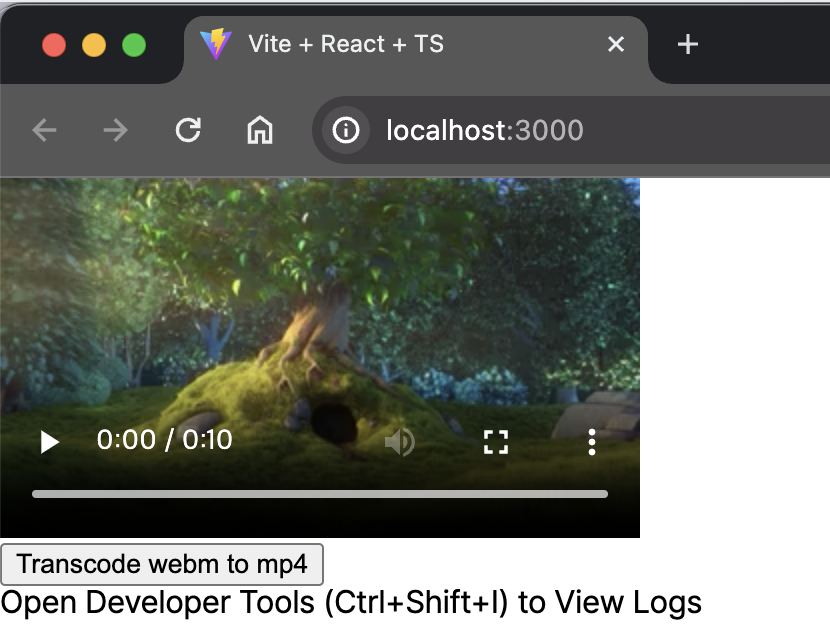 Vite + React + TS
localhost:3000
0:00 / 0:10
Transcode webm to mp4
Open Developer Tools (Ctrl+Shift+I) to View Logs